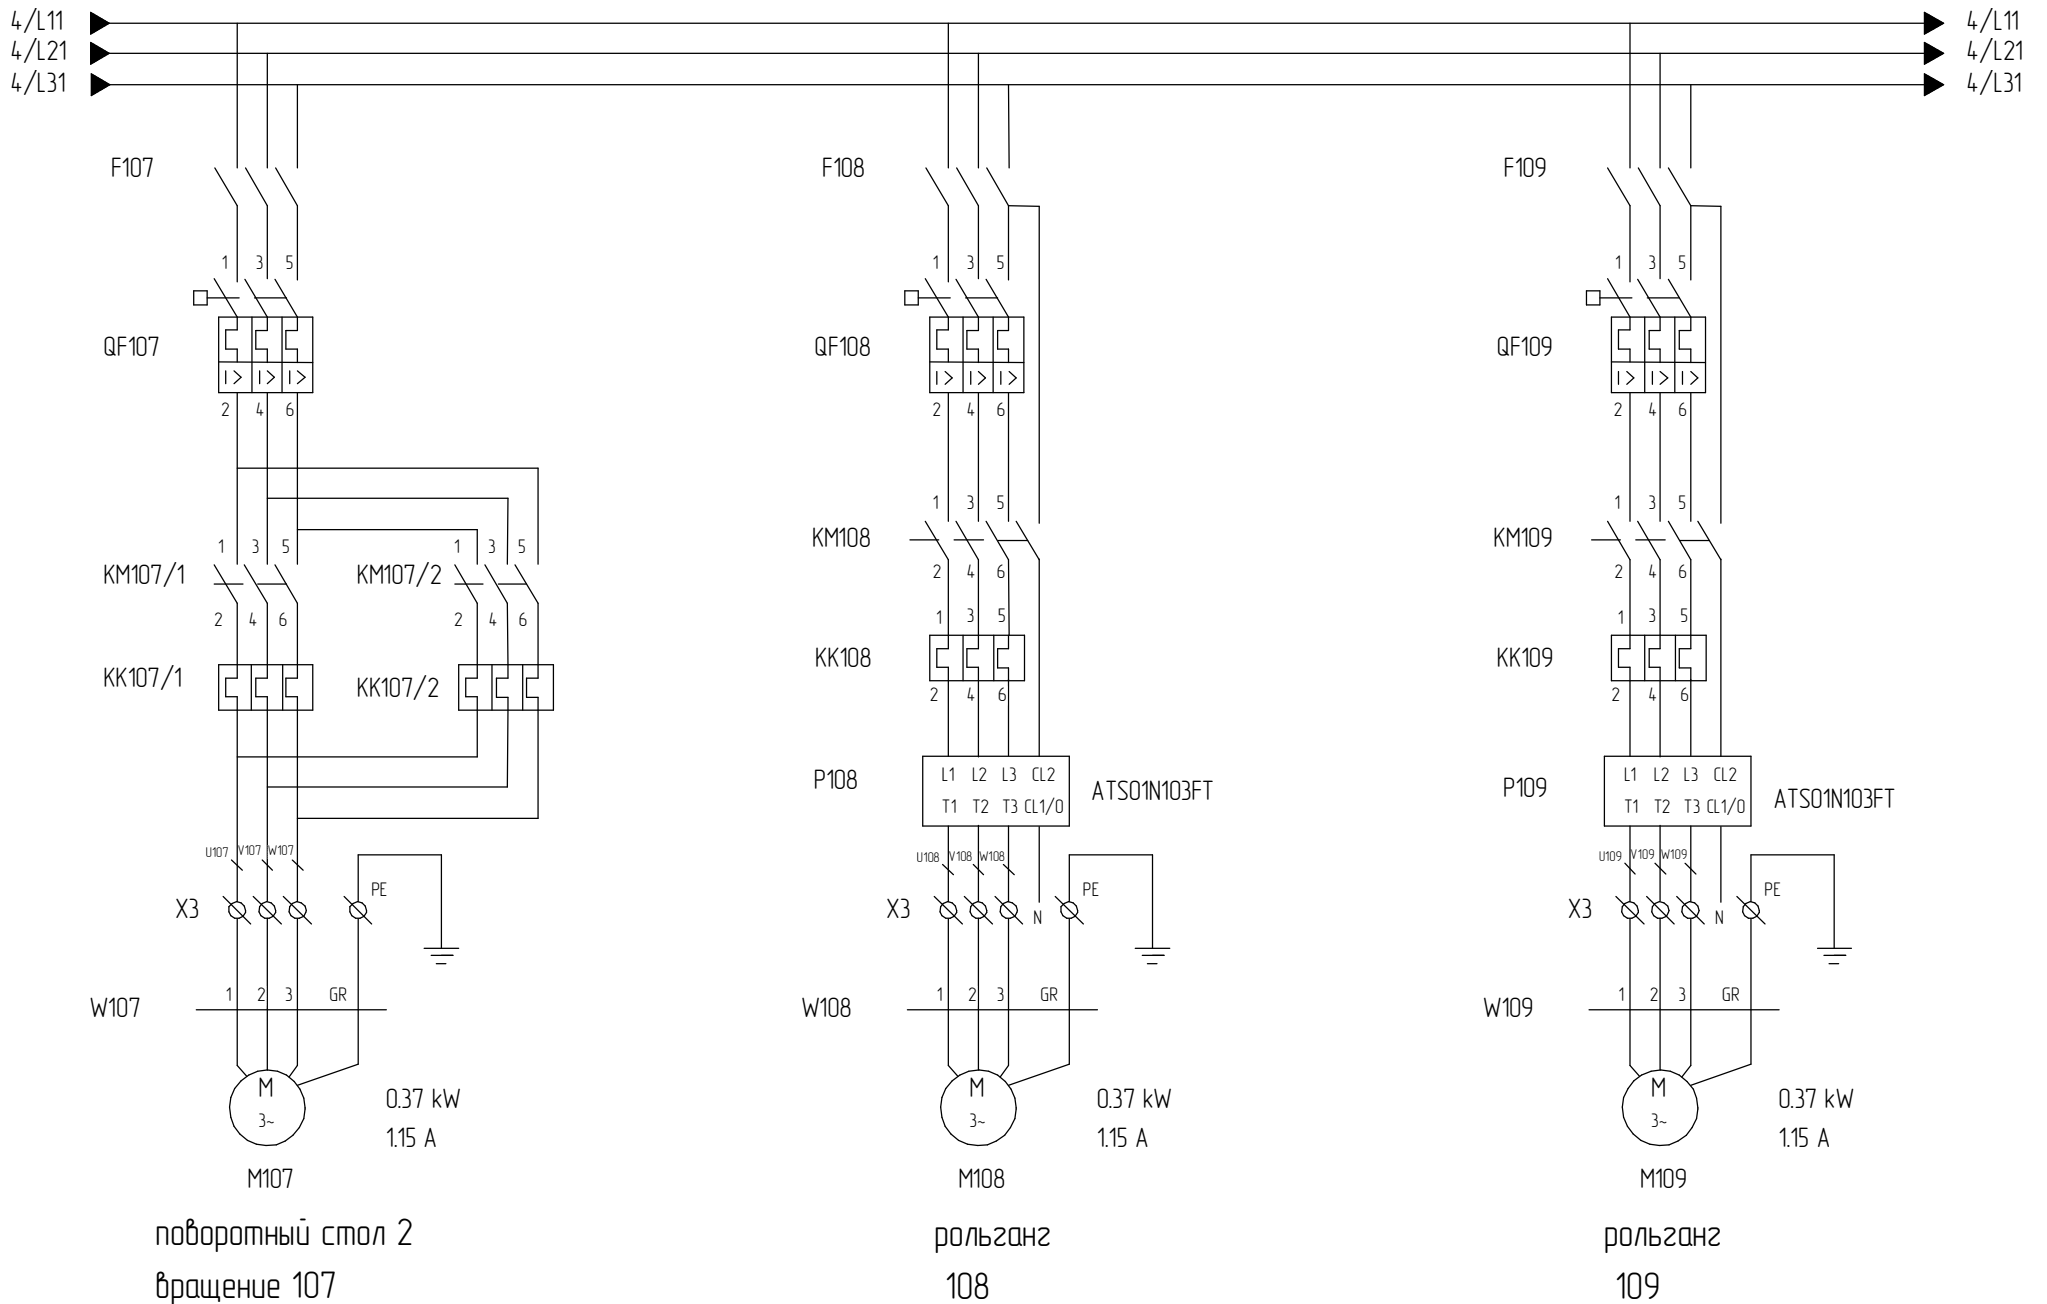 4/L11 4/L11
4/L21 4/L21
4/L31 4/L31
F107 F108 F109
1 3 5 1 3 5 1 3 5
QF107 QF108 QF109
I> I> I> I> I> I> I> I> I>
2 4 6 2 4 6 2 4 6
1 3 5 1 3 5
KM108 KM109
1 3 5 1 3 5
KM107/1 KM107/2
2 4 6 2 4 6
2 4 6 2 4 6
1 3 5 1 3 5
KK108 KK109
KK107/1 KK107/2
2 4 6 2 4 6
L1 L2 L3 CL2 L1 L2 L3 CL2
P108 ATS01N103FT P109 ATS01N103FT
T1 T2 T3 CL1/0 T1 T2 T3 CL1/0
U107 V107 W107 U108 V108 W108 U109 V109 W109
PE PE PE
X3 X3 N X3 N
1 2 3 GR 1 2 3 GR 1 2 3 GR
W107 W108 W109
M M M
0.37 kW 0.37 kW 0.37 kW
3~ 3~ 3~
1.15 A 1.15 A 1.15 A
M107 M108 M109
поворотный стол 2 рольганг рольганг
вращение 107 108 109